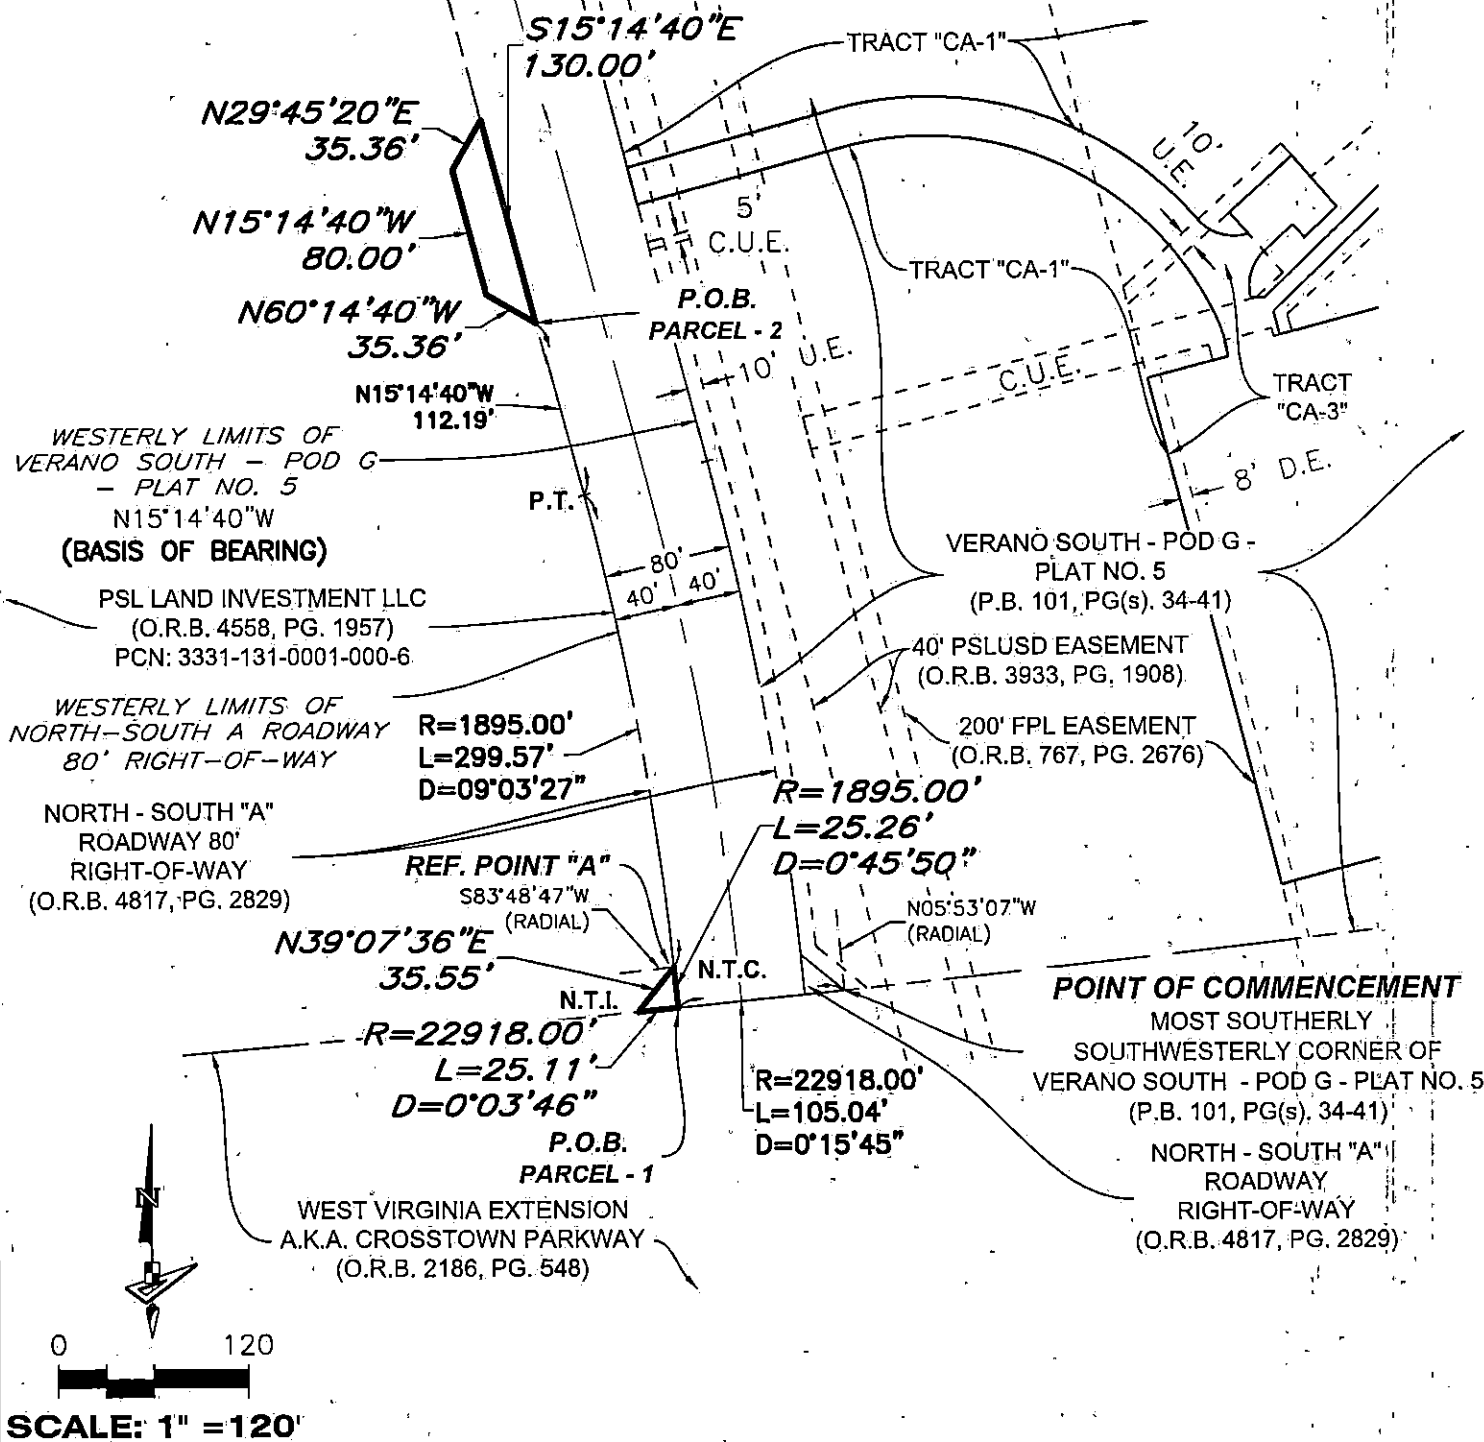 S15°14'40"E
130.00'
TRACT "CA-1"
N29°45'20"E
35.36'
10'
U.E.
N15°14'40"W
80.00'
5'
C.U.E.
TRACT "CA-1"
N60°14'40"W
35.36'
P.O.B.
PARCEL - 2
10' U.E.
C.U.E.
TRACT
"CA-3"
N15°14'40"W
112.19'
WESTERLY LIMITS OF
VERANO SOUTH - POD G
- PLAT NO. 5
N15°14'40"W
(BASIS OF BEARING)
P.T.
8' D.E.
80'
40' 40'
VERANO SOUTH - POD G -
PLAT NO. 5
(P.B. 101, PG(s). 34-41)
PSL LAND INVESTMENT LLC
(O.R.B. 4558, PG. 1957)
PCN: 3331-131-0001-000-6
40' PSLUSD EASEMENT
(O.R.B. 3933, PG, 1908)
WESTERLY LIMITS OF
NORTH-SOUTH A ROADWAY
80' RIGHT-OF-WAY
R=1895.00'
L=299.57'
D=09°03'27"
200' FPL EASEMENT
(O.R.B. 767, PG. 2676)
NORTH - SOUTH "A"
ROADWAY 80'
RIGHT-OF-WAY
(O.R.B. 4817, PG. 2829)
R=1895.00'
L=25.26'
D=0°45'50"
REF. POINT "A"
S83°48'47"W
(RADIAL)
N05°53'07"W
(RADIAL)
N39°07'36"E
35.55'
N.T.C.
N.T.I.
POINT OF COMMENCEMENT
MOST SOUTHERLY
SOUTHWESTERLY CORNER OF
VERANO SOUTH - POD G - PLAT NO. 5
(P.B. 101, PG(s). 34-41)
R=22918.00'
L=25.11'
D=0°03'46"
R=22918.00'
L=105.04'
D=0°15'45"
P.O.B.
PARCEL - 1
NORTH - SOUTH "A"
ROADWAY
RIGHT-OF-WAY
(O.R.B. 4817, PG. 2829)
WEST VIRGINIA EXTENSION
A.K.A. CROSSTOWN PARKWAY
(O.R.B. 2186, PG. 548)
N
0 120
SCALE: 1" =120'